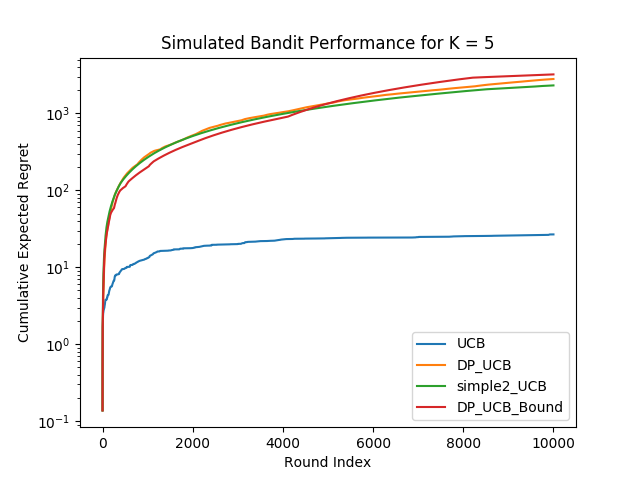 Simulated Bandit Performance for K = 5
Cumulative Expected Regret
10³
10²
10¹
10⁰
10⁻¹
0 2000 4000 6000 8000 10000
Round Index
UCB
DP_UCB
simple2_UCB
DP_UCB_Bound